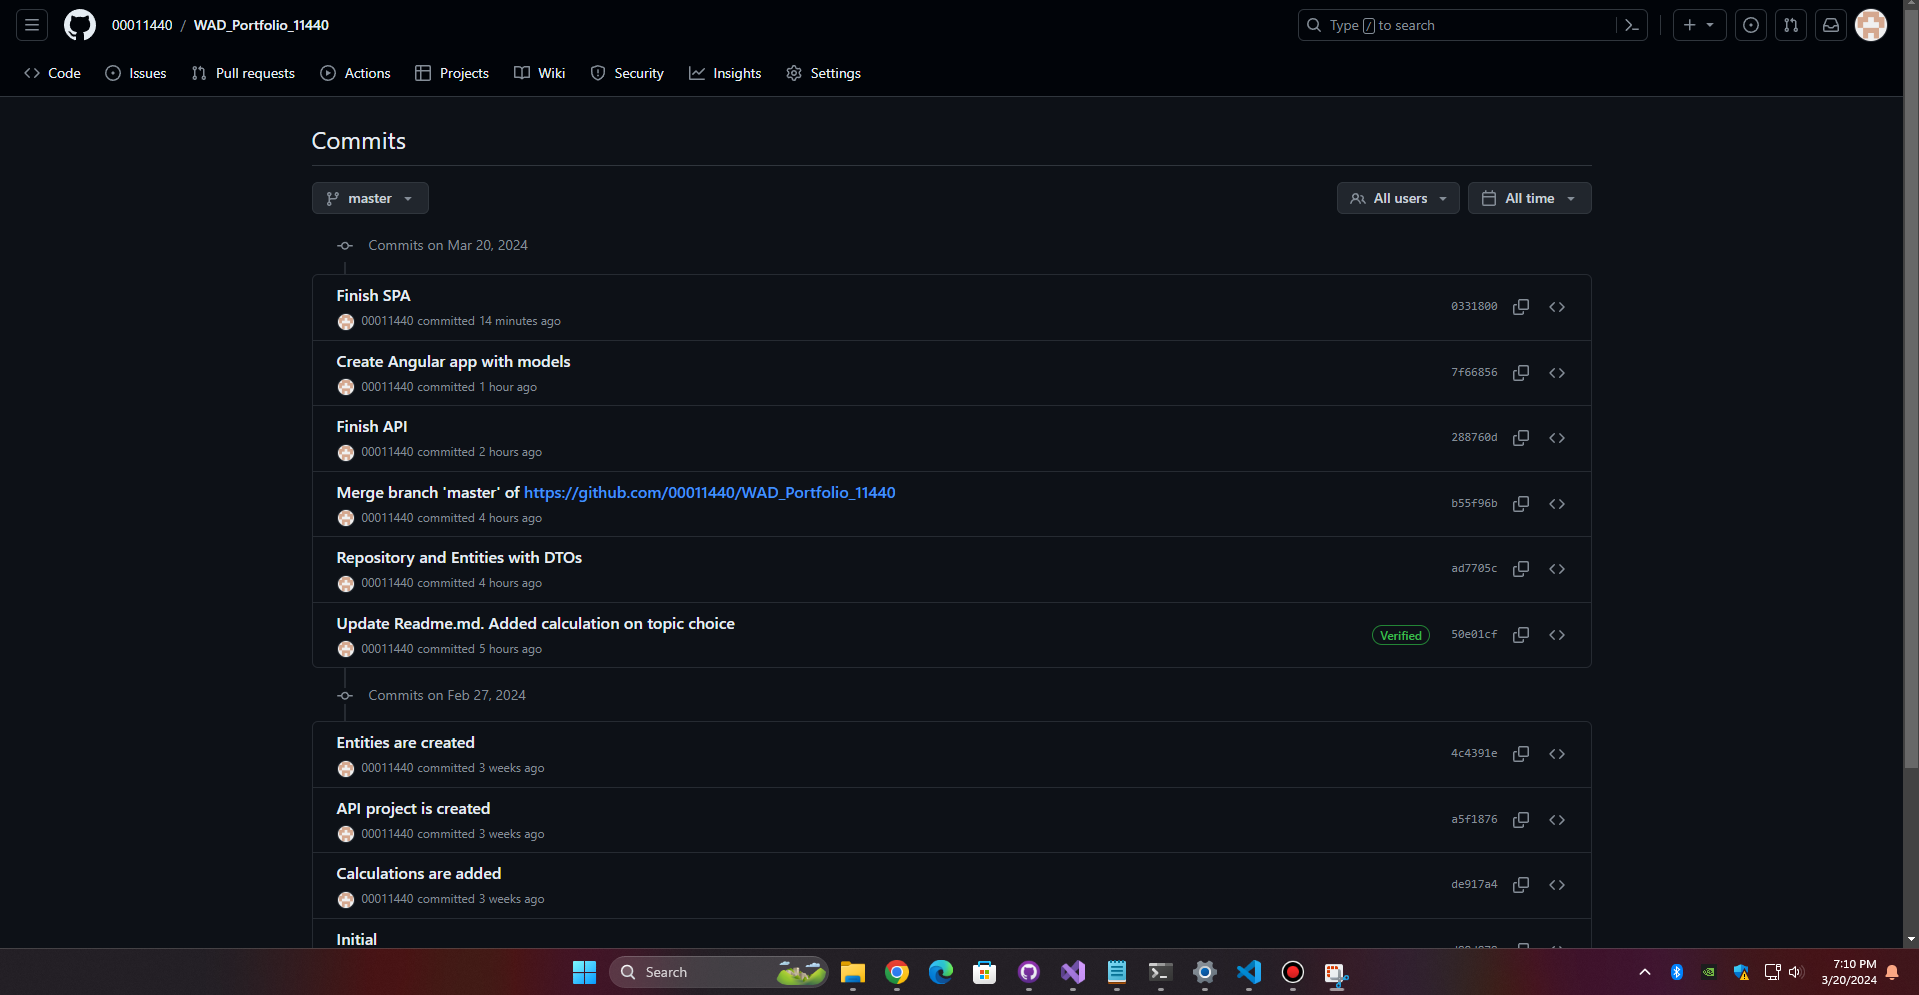 00011440 / WAD_Portfolio_11440
Type / to search
Code Issues Pull requests Actions Projects Wiki Security Insights Settings
Commits
master
All users All time
Commits on Mar 20, 2024
Finish SPA
00011440 committed 14 minutes ago
0331800
Create Angular app with models
00011440 committed 1 hour ago
7f66856
Finish API
00011440 committed 2 hours ago
288760d
Merge branch 'master' of https://github.com/00011440/WAD_Portfolio_11440
00011440 committed 4 hours ago
b55f96b
Repository and Entities with DTOs
00011440 committed 4 hours ago
ad7705c
Update Readme.md. Added calculation on topic choice
00011440 committed 5 hours ago
Verified 50e01cf
Commits on Feb 27, 2024
Entities are created
00011440 committed 3 weeks ago
4c4391e
API project is created
00011440 committed 3 weeks ago
a5f1876
Calculations are added
00011440 committed 3 weeks ago
de917a4
Initial
Search
7:10 PM
3/20/2024